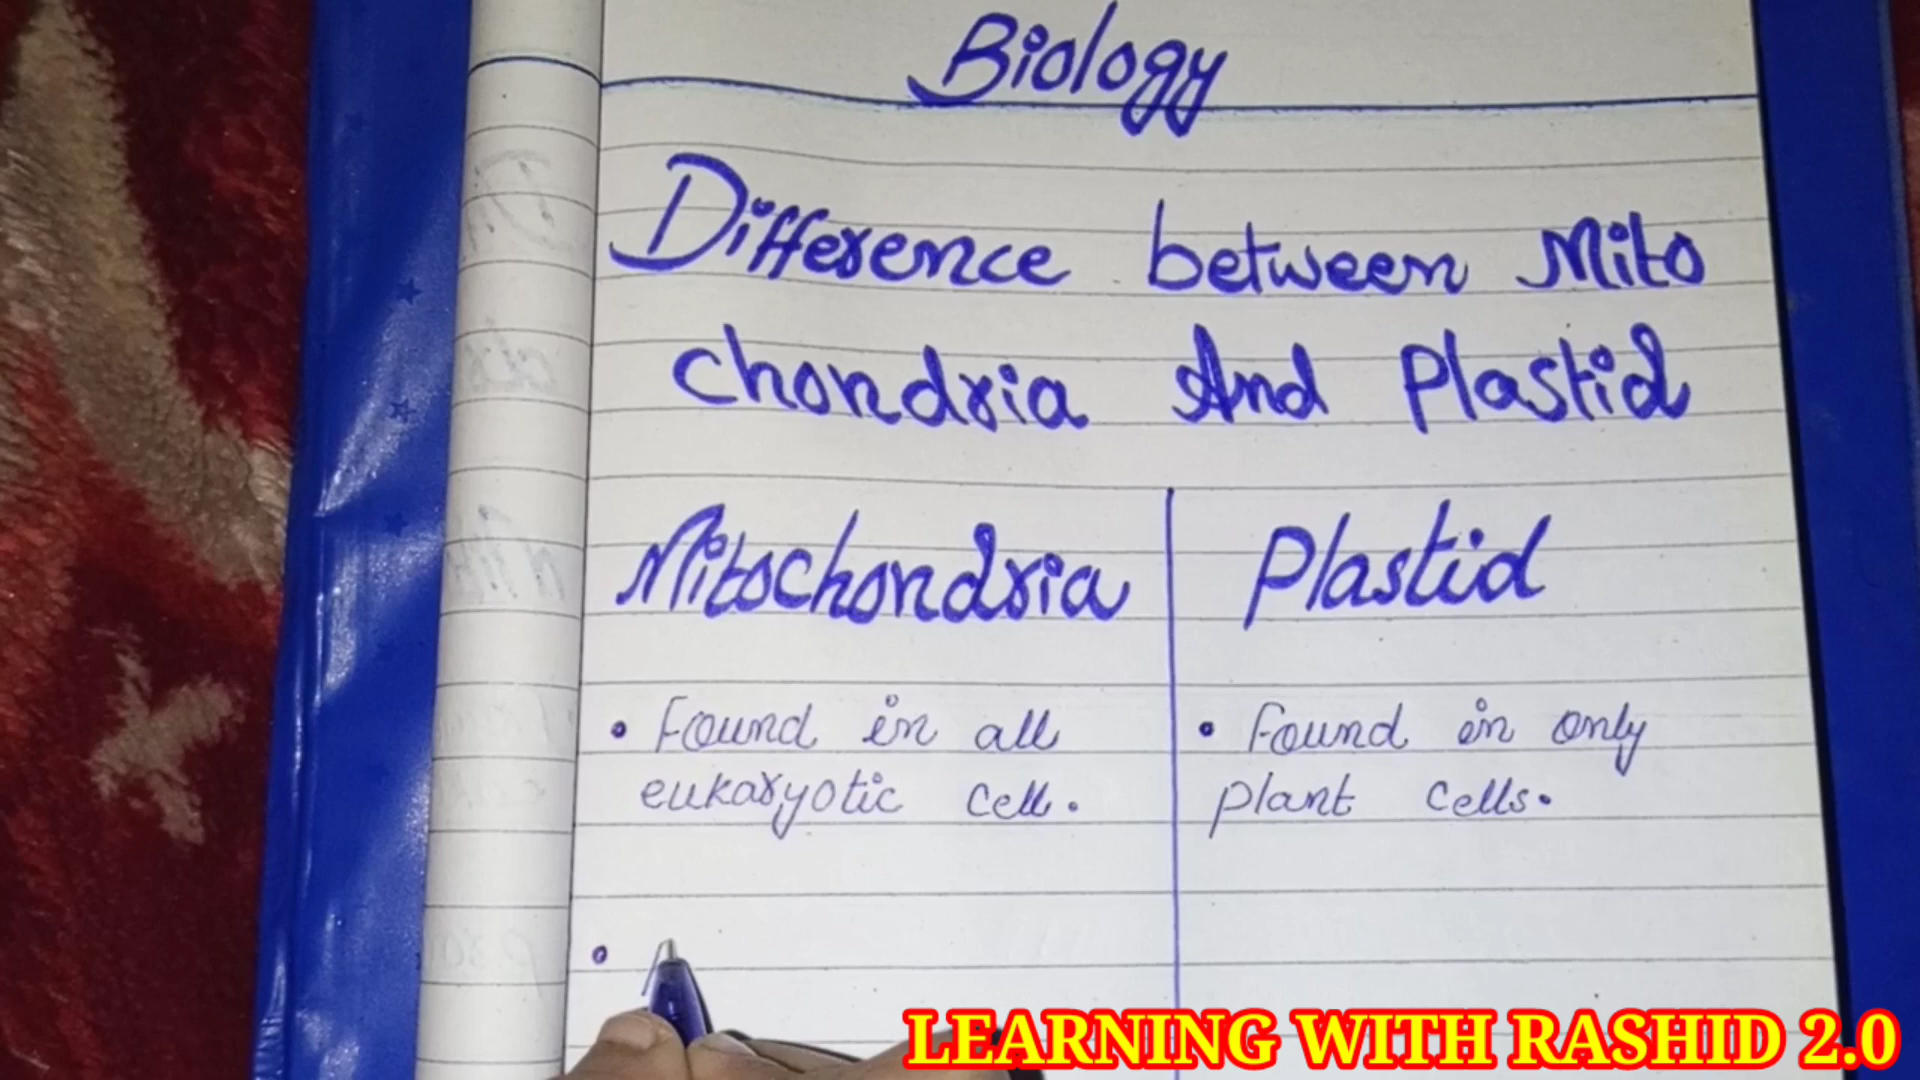 Biology
Difference between Mito
chondria And Plastid
Mitochondria
Plastid
• Found in all
eukaryotic cell.
• Found in only
plant cells.
•
LEARNING WITH RASHID 2.0